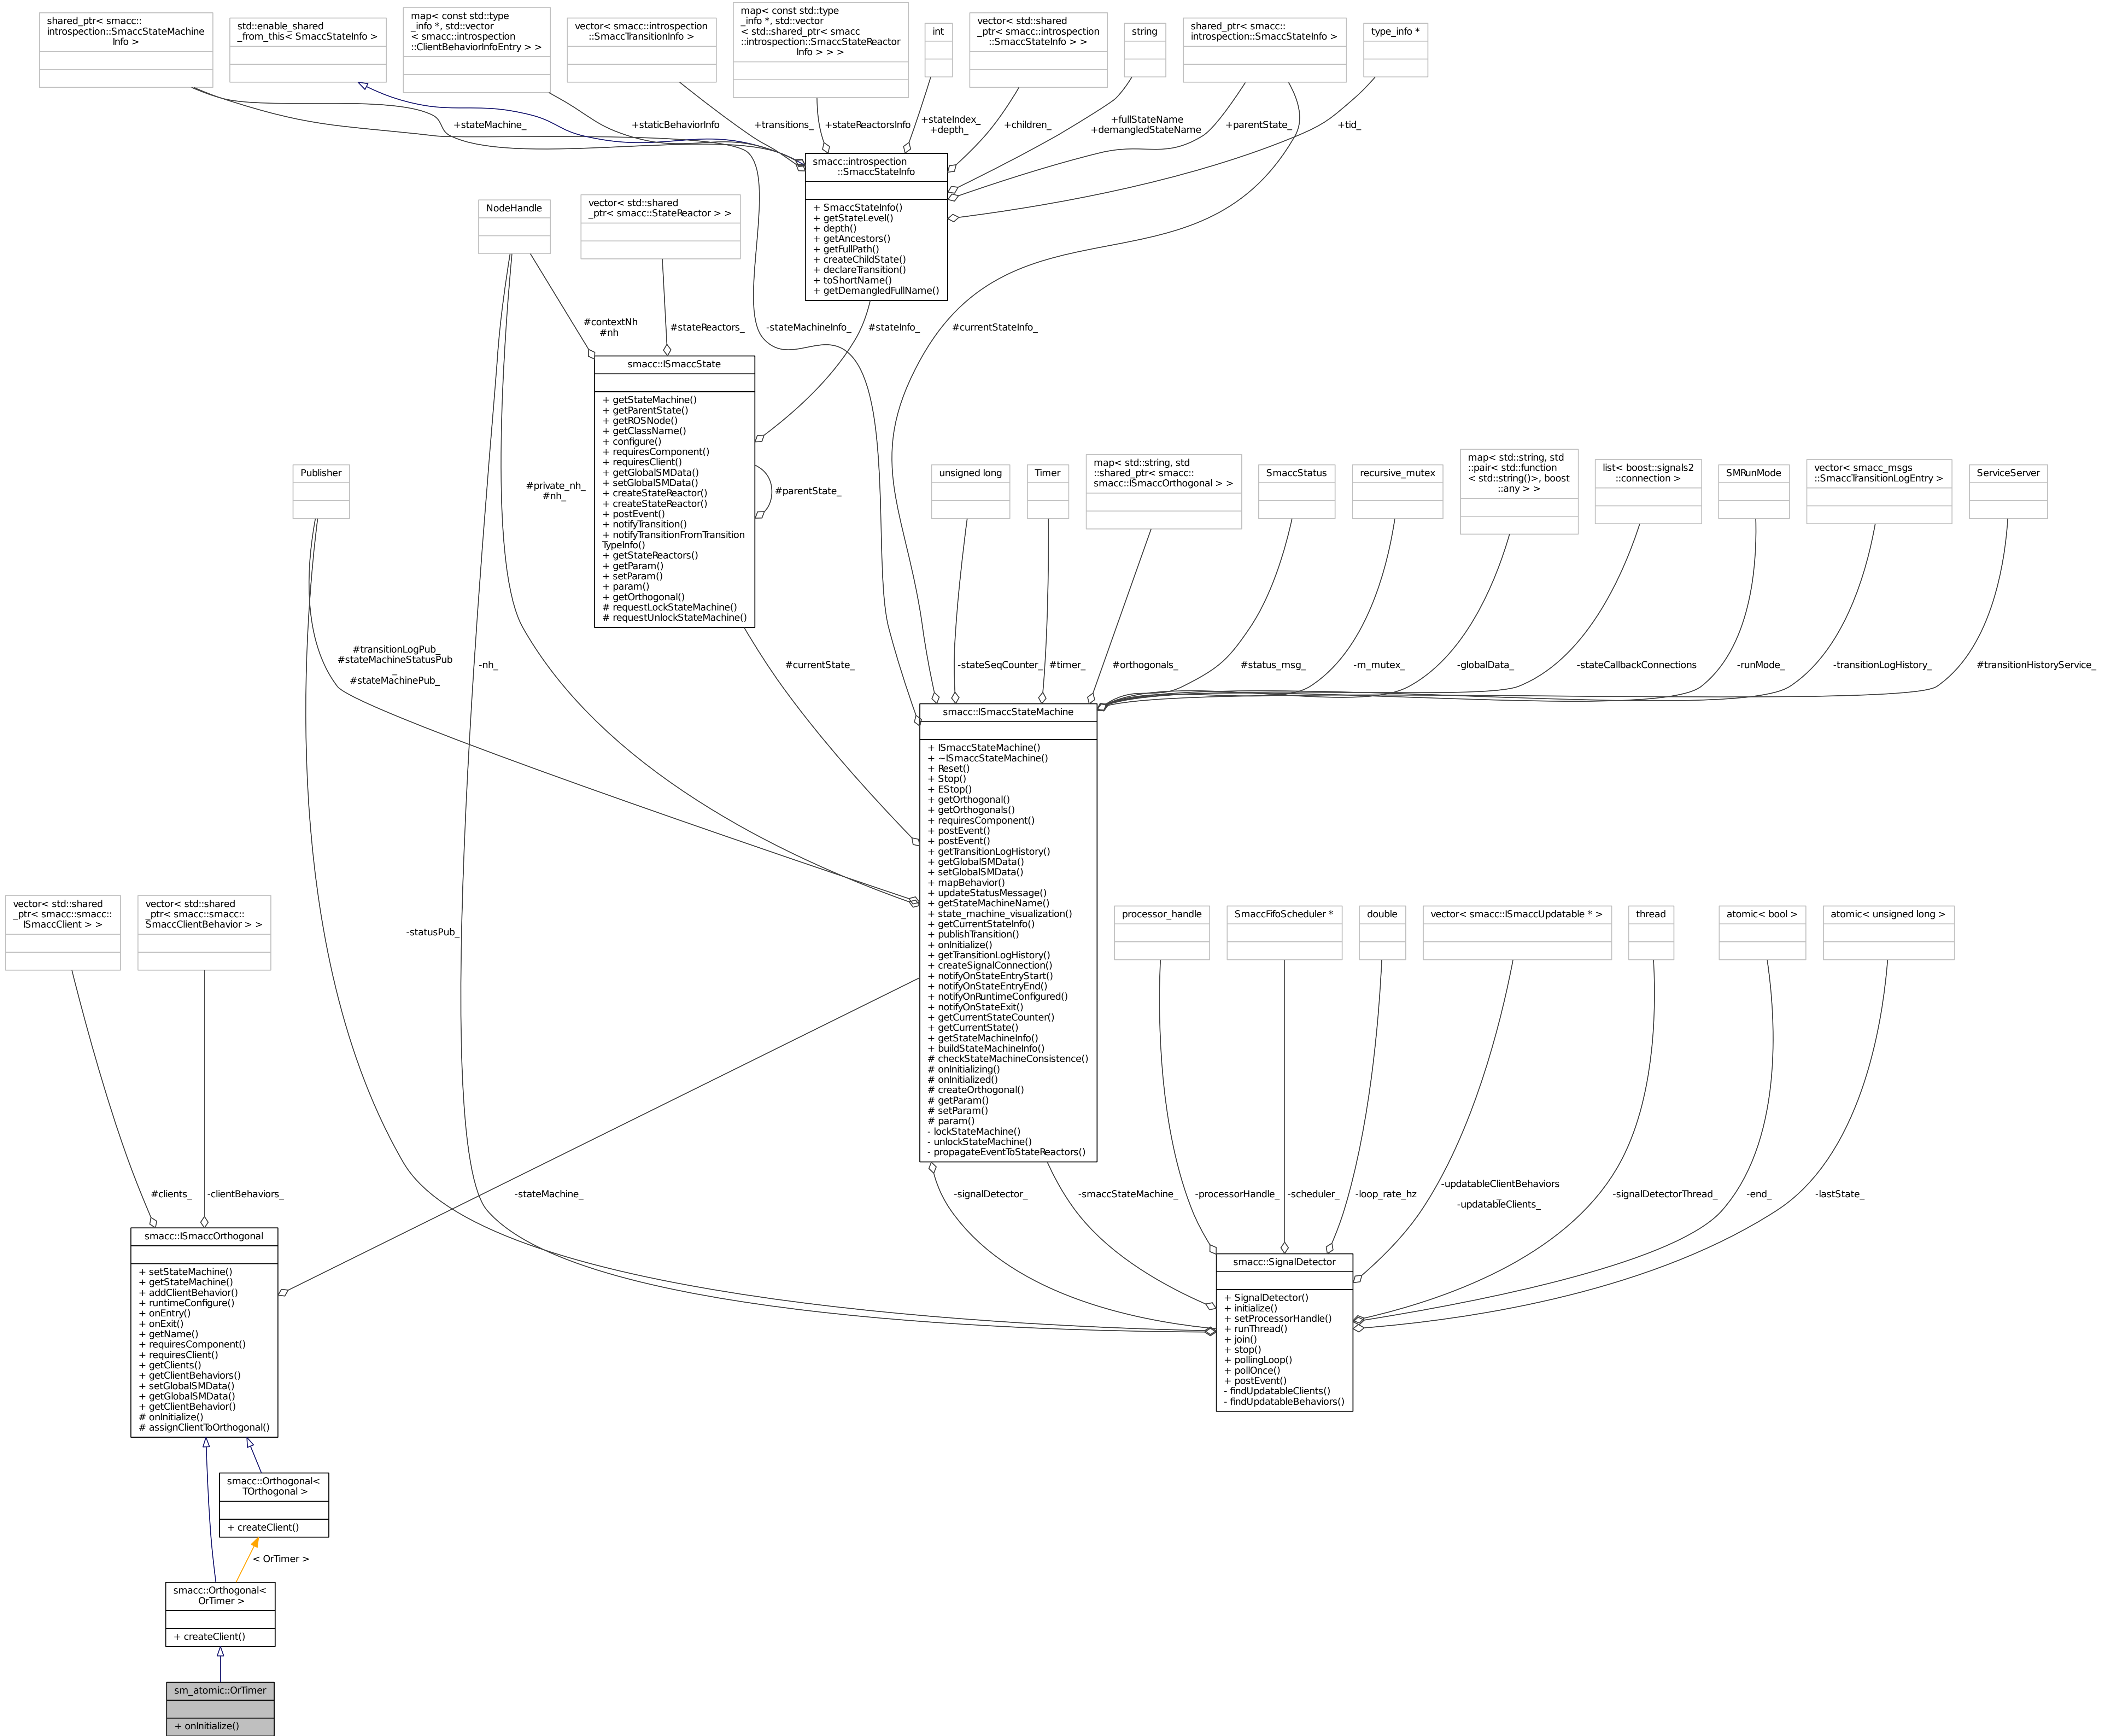 shared_ptr< smacc::
introspection::SmaccStateMachine
Info >
std::enable_shared
_from_this< SmaccStateInfo >
map< const std::type
_info *, std::vector
< smacc::introspection
::ClientBehaviorInfoEntry > >
vector< smacc::introspection
::SmaccTransitionInfo >
map< const std::type
_info *, std::vector
< std::shared_ptr< smacc
::introspection::SmaccStateReactor
Info > > >
int
vector< std::shared
_ptr< smacc::introspection
::SmaccStateInfo > >
string
shared_ptr< smacc::
introspection::SmaccStateInfo >
type_info *
+stateMachine_
+staticBehaviorInfo
+transitions_
+stateReactorsInfo
+stateIndex_
+depth_
+children_
+fullStateName
+demangledStateName
+parentState_
+tid_
smacc::introspection
::SmaccStateInfo
+ SmaccStateInfo()
+ getStateLevel()
+ depth()
+ getAncestors()
+ getFullPath()
+ createChildState()
+ declareTransition()
+ toShortName()
+ getDemangledFullName()
NodeHandle
vector< std::shared
_ptr< smacc::StateReactor > >
#contextNh
#nh
#stateReactors_
-stateMachineInfo_
#stateInfo_
#currentStateInfo_
smacc::ISmaccState
+ getStateMachine()
+ getParentState()
+ getROSNode()
+ getClassName()
+ configure()
+ requiresComponent()
+ requiresClient()
+ getGlobalSMData()
+ setGlobalSMData()
+ createStateReactor()
+ createStateReactor()
+ postEvent()
+ notifyTransition()
+ notifyTransitionFromTransition
TypeInfo()
+ getStateReactors()
+ getParam()
+ setParam()
+ param()
+ getOrthogonal()
# requestLockStateMachine()
# requestUnlockStateMachine()
#parentState_
Publisher
#private_nh_
#nh_
unsigned long
Timer
map< std::string, std
::shared_ptr< smacc::
smacc::ISmaccOrthogonal > >
SmaccStatus
recursive_mutex
map< std::string, std
::pair< std::function
< std::string()>, boost
::any > >
list< boost::signals2
::connection >
SMRunMode
vector< smacc_msgs
::SmaccTransitionLogEntry >
ServiceServer
#transitionLogPub_
#stateMachineStatusPub
_
#stateMachinePub_
-nh_
#currentState_
-stateSeqCounter_
#timer_
#orthogonals_
#status_msg_
-m_mutex_
-globalData_
-stateCallbackConnections
-runMode_
-transitionLogHistory_
#transitionHistoryService_
smacc::ISmaccStateMachine
+ ISmaccStateMachine()
+ ~ISmaccStateMachine()
+ Reset()
+ Stop()
+ EStop()
+ getOrthogonal()
+ getOrthogonals()
+ requiresComponent()
+ postEvent()
+ postEvent()
+ getTransitionLogHistory()
+ getGlobalSMData()
+ setGlobalSMData()
+ mapBehavior()
+ updateStatusMessage()
+ getStateMachineName()
+ state_machine_visualization()
+ getCurrentStateInfo()
+ publishTransition()
+ onInitialize()
+ getTransitionLogHistory()
+ createSignalConnection()
+ notifyOnStateEntryStart()
+ notifyOnStateEntryEnd()
+ notifyOnRuntimeConfigured()
+ notifyOnStateExit()
+ getCurrentStateCounter()
+ getCurrentState()
+ getStateMachineInfo()
+ buildStateMachineInfo()
# checkStateMachineConsistence()
# onInitializing()
# onInitialized()
# createOrthogonal()
# getParam()
# setParam()
# param()
- lockStateMachine()
- unlockStateMachine()
- propagateEventToStateReactors()
vector< std::shared
_ptr< smacc::smacc::
ISmaccClient > >
vector< std::shared
_ptr< smacc::smacc::
SmaccClientBehavior > >
-statusPub_
processor_handle
SmaccFifoScheduler *
double
vector< smacc::ISmaccUpdatable * >
thread
atomic< bool >
atomic< unsigned long >
#clients_
-clientBehaviors_
-stateMachine_
-signalDetector_
-smaccStateMachine_
-processorHandle_
-scheduler_
-loop_rate_hz
-updatableClientBehaviors
_
-updatableClients_
-signalDetectorThread_
-end_
-lastState_
smacc::ISmaccOrthogonal
+ setStateMachine()
+ getStateMachine()
+ addClientBehavior()
+ runtimeConfigure()
+ onEntry()
+ onExit()
+ getName()
+ requiresComponent()
+ requiresClient()
+ getClients()
+ getClientBehaviors()
+ setGlobalSMData()
+ getGlobalSMData()
+ getClientBehavior()
# onInitialize()
# assignClientToOrthogonal()
smacc::SignalDetector
+ SignalDetector()
+ initialize()
+ setProcessorHandle()
+ runThread()
+ join()
+ stop()
+ pollingLoop()
+ pollOnce()
+ postEvent()
- findUpdatableClients()
- findUpdatableBehaviors()
smacc::Orthogonal<
TOrthogonal >
+ createClient()
< OrTimer >
smacc::Orthogonal<
OrTimer >
+ createClient()
sm_atomic::OrTimer
+ onInitialize()